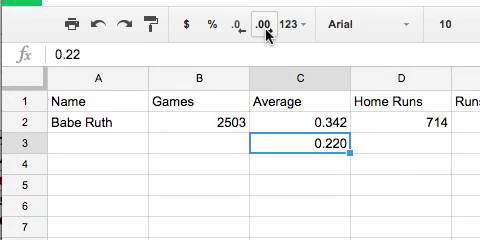 $ % .0 .00 123 Arial 10
fx 0.22
A B C D
1 Name Games Average Home Runs Runs
2 Babe Ruth 2503 0.342 714
3 0.220
4
5
6
7